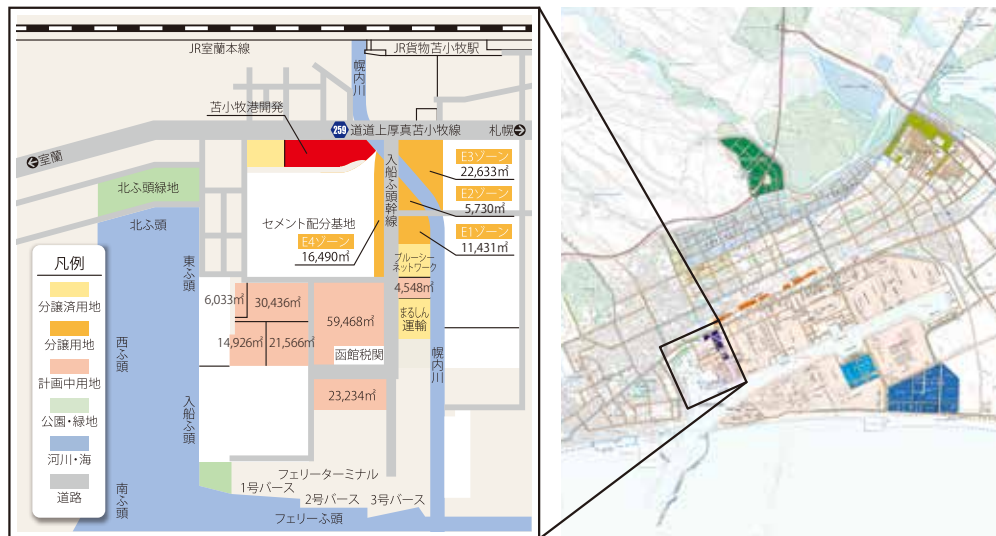 JR室蘭本線
JR貨物苫小牧駅
幌内川
苫小牧港開発
259
道道上厚真苫小牧線
札幌
室蘭
入船ふ頭幹線
E3ゾーン
22,633㎡
E2ゾーン
5,730㎡
E1ゾーン
11,431㎡
北ふ頭緑地
北ふ頭
セメント配分基地
E4ゾーン
16,490㎡
ブルーシー
ネットワーク
4,548㎡
まるしん
運輸
東ふ頭
6,033㎡
30,436㎡
59,468㎡
14,926㎡
21,566㎡
函館税関
幌内川
西ふ頭
23,234㎡
入船ふ頭
フェリーターミナル
1号バース
2号バース
3号バース
南ふ頭
フェリーふ頭
凡例
分譲済用地
分譲用地
計画中用地
公園・緑地
河川・海
道路